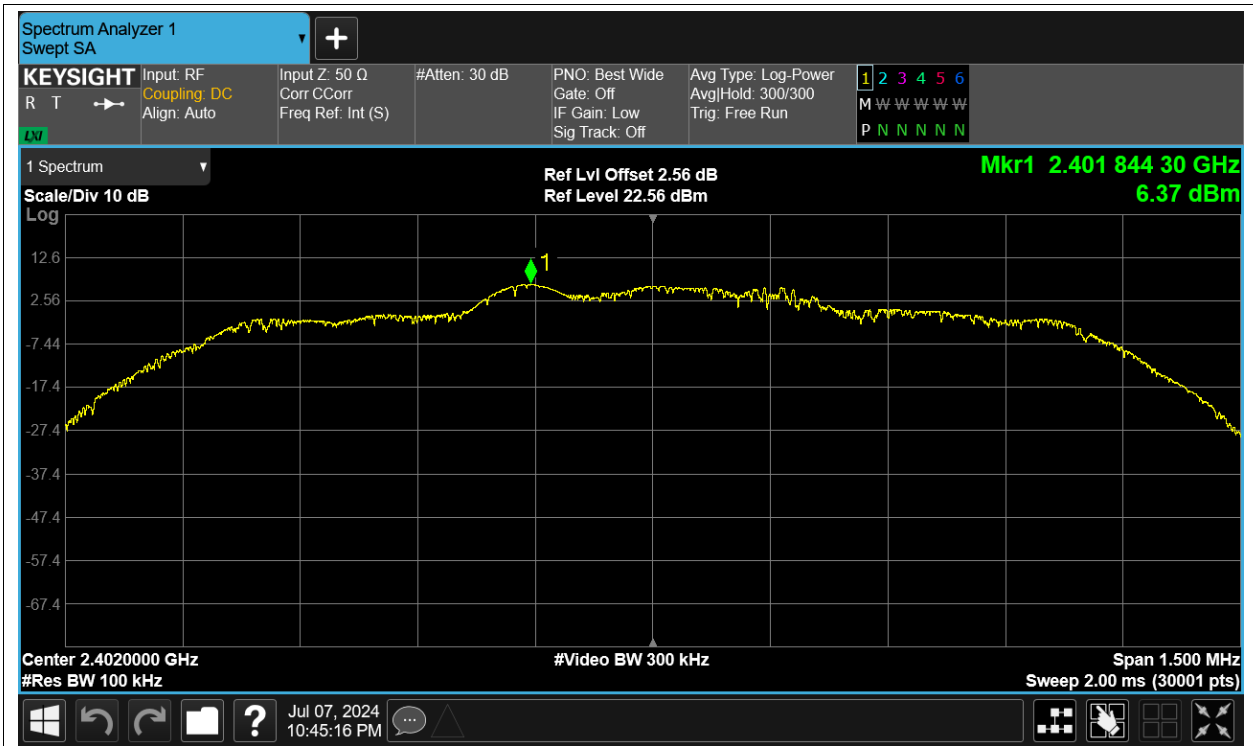 Spectrum Analyzer 1
Swept SA
KEYSIGHT
R T
LXI
Input: RF
Coupling: DC
Align: Auto
Input Z: 50 Ω
Corr CCorr
Freq Ref: Int (S)
#Atten: 30 dB
PNO: Best Wide
Gate: Off
IF Gain: Low
Sig Track: Off
Avg Type: Log-Power
Avg|Hold: 300/300
Trig: Free Run
1 2 3 4 5 6
M W W W W W W
P N N N N N
1 Spectrum
Scale/Div 10 dB
Log
Ref Lvl Offset 2.56 dB
Ref Level 22.56 dBm
Mkr1 2.401 844 30 GHz
6.37 dBm
1
12.6
2.56
-7.44
-17.4
-27.4
-37.4
-47.4
-57.4
-67.4
Center 2.4020000 GHz
#Res BW 100 kHz
#Video BW 300 kHz
Span 1.500 MHz
Sweep 2.00 ms (30001 pts)
?
Jul 07, 2024
10:45:16 PM